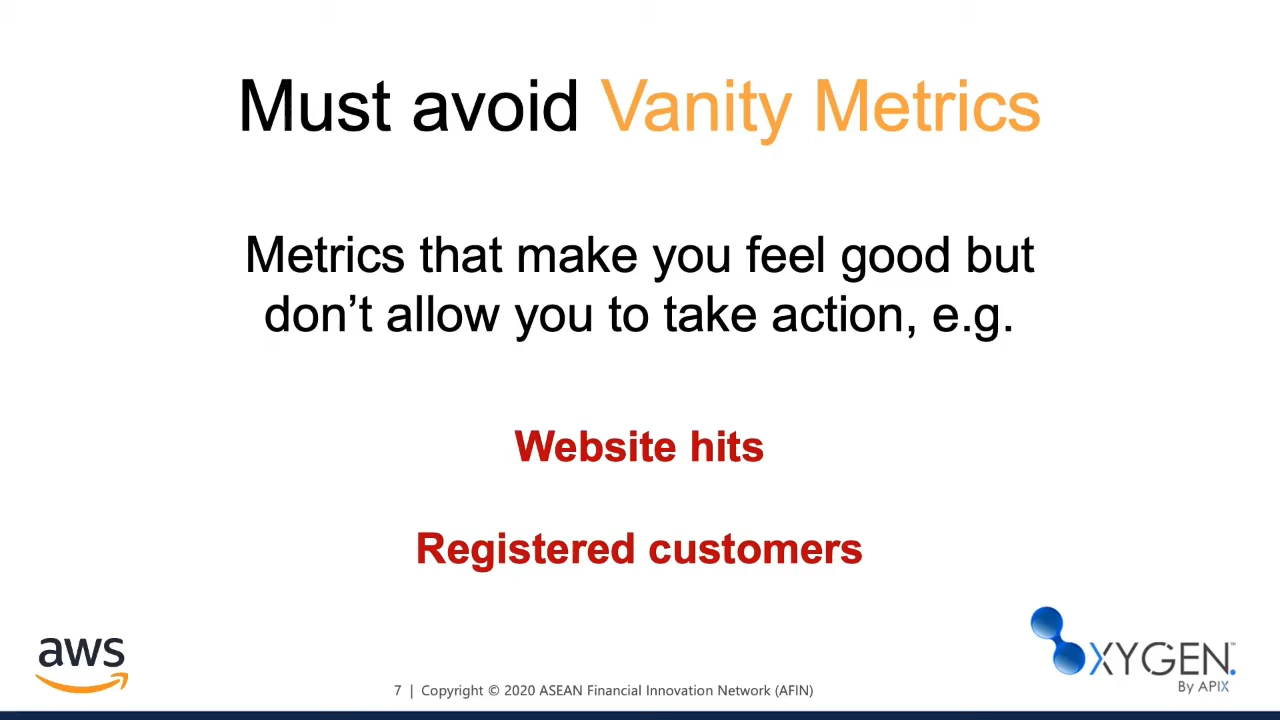 Must avoid Vanity Metrics
Metrics that make you feel good but
don’t allow you to take action, e.g.
Website hits
Registered customers
aws
OXYGEN™
By APIX
7 | Copyright © 2020 ASEAN Financial Innovation Network (AFIN)